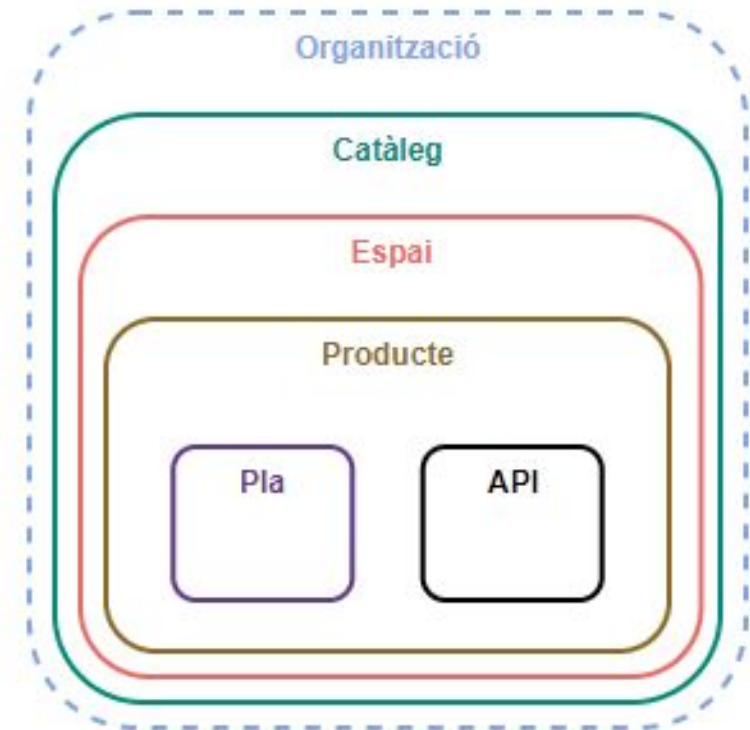 Organització
Catàleg
Espai
Producte
Pla
API